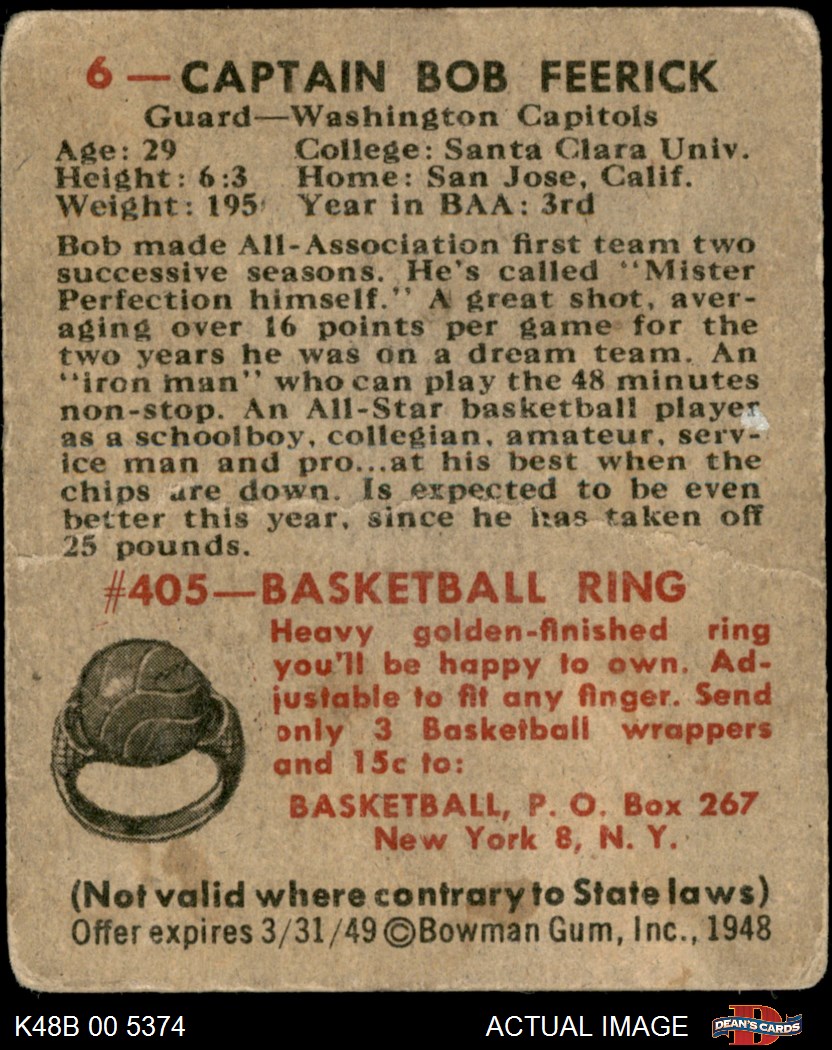 6—CAPTAIN BOB FEERICK
Guard—Washington Capitols
Age: 29 College: Santa Clara Univ.
Height: 6:3 Home: San Jose, Calif.
Weight: 195 Year in BAA: 3rd
Bob made All-Association first team two
successive seasons. He's called "Mister
Perfection himself." A great shot, aver-
aging over 16 points per game for the
two years he was on a dream team. An
"iron man" who can play the 48 minutes
non-stop. An All-Star basketball player
as a schoolboy, collegian, amateur, serv-
ice man and pro...at his best when the
chips are down. Is expected to be even
better this year, since he has taken off
25 pounds.
#405—BASKETBALL RING
Heavy golden-finished ring
you'll be happy to own. Ad-
justable to fit any finger. Send
only 3 Basketball wrappers
and 15c to:
BASKETBALL, P. O. Box 267
New York 8, N. Y.
(Not valid where contrary to State laws)
Offer expires 3/31/49 ©Bowman Gum, Inc., 1948
K48B 00 5374 ACTUAL IMAGE D DEAN'S CARDS